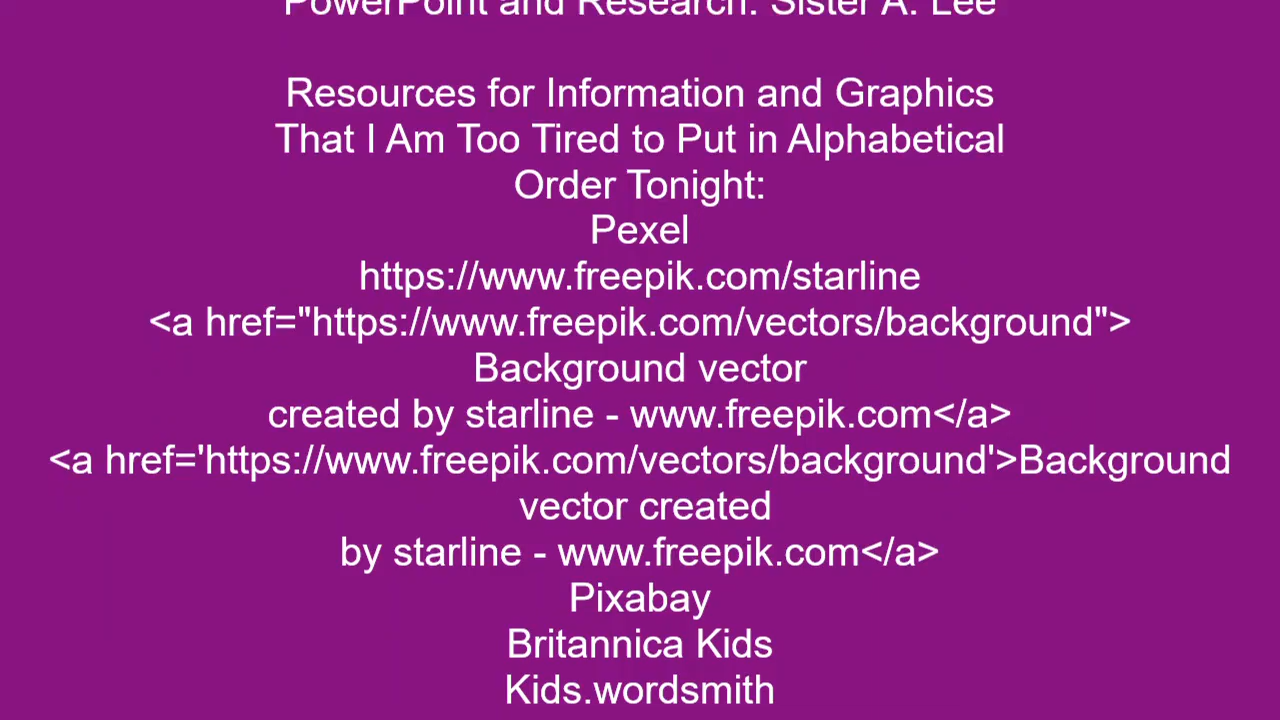 PowerPoint and Research: Sister A. Lee
Resources for Information and Graphics
That I Am Too Tired to Put in Alphabetical
Order Tonight:
Pexel
https://www.freepik.com/starline
<a href="https://www.freepik.com/vectors/background">
Background vector
created by starline - www.freepik.com</a>
<a href='https://www.freepik.com/vectors/background'>Background
vector created
by starline - www.freepik.com</a>
Pixabay
Britannica Kids
Kids.wordsmith